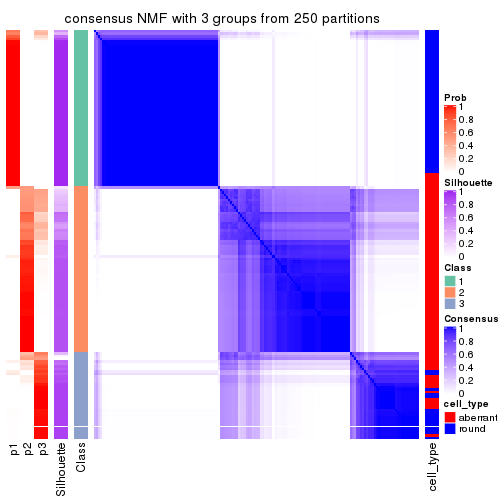 consensus NMF with 3 groups from 250 partitions
Prob
1
0.8
0.6
0.4
0.2
0
Silhouette
1
0.8
0.6
0.4
0.2
0
Class
1
2
3
Consensus
1
0.8
0.6
0.4
0.2
0
cell_type
aberrant
round
p1
p2
p3
Silhouette
Class
cell_type